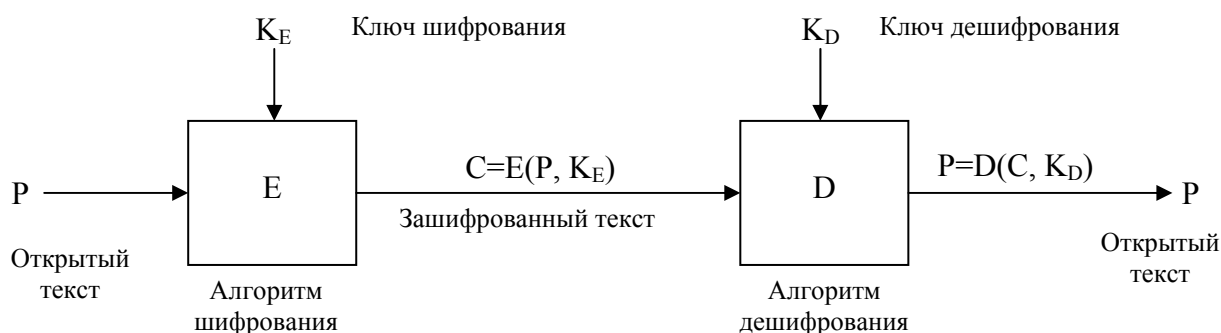 K_E Ключ шифрования
K_D Ключ дешифрования
P
E
C=E(P, K_E)
D
P=D(C, K_D)
P
Открытый
текст
Зашифрованный текст
Открытый
текст
Алгоритм
шифрования
Алгоритм
дешифрования